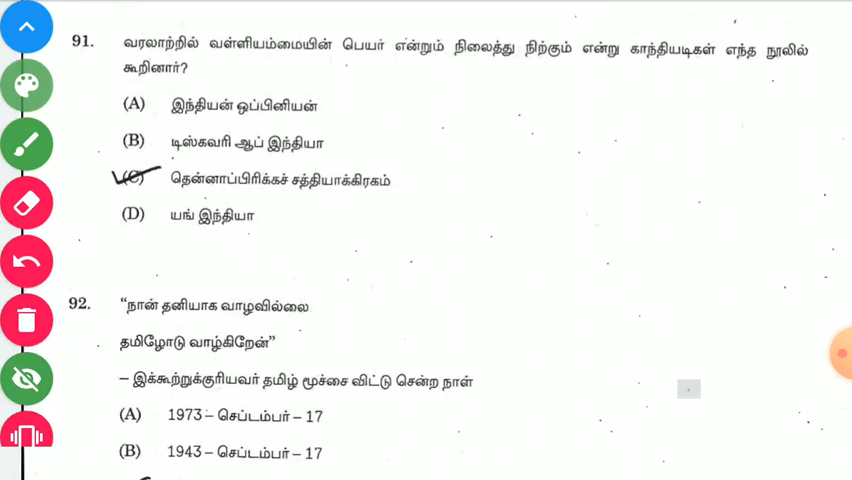 91. வரலாற்றில் வள்ளியம்மையின் பெயர் என்றும் நிலைத்து நிற்கும் என்று காந்தியடிகள் எந்த நூலில்
கூறினார்?
(A) இந்தியன் ஒப்பினியன்
(B) டிஸ்கவரி ஆப் இந்தியா
(C) தென்னாப்பிரிக்கச் சத்தியாக்கிரகம்
(D) யங் இந்தியா
92. “நான் தனியாக வாழவில்லை
தமிழோடு வாழ்கிறேன்”
– இக்கூற்றுக்குரியவர் தமிழ் மூச்சை விட்டு சென்ற நாள்
(A) 1973 – செப்டம்பர் – 17
(B) 1943 – செப்டம்பர் – 17